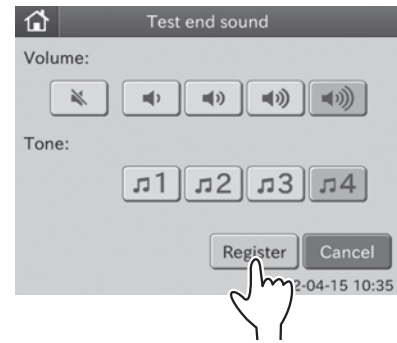 Test end sound
Volume:
Tone:
♫1 ♫2 ♫3 ♫4
Register Cancel
2-04-15 10:35